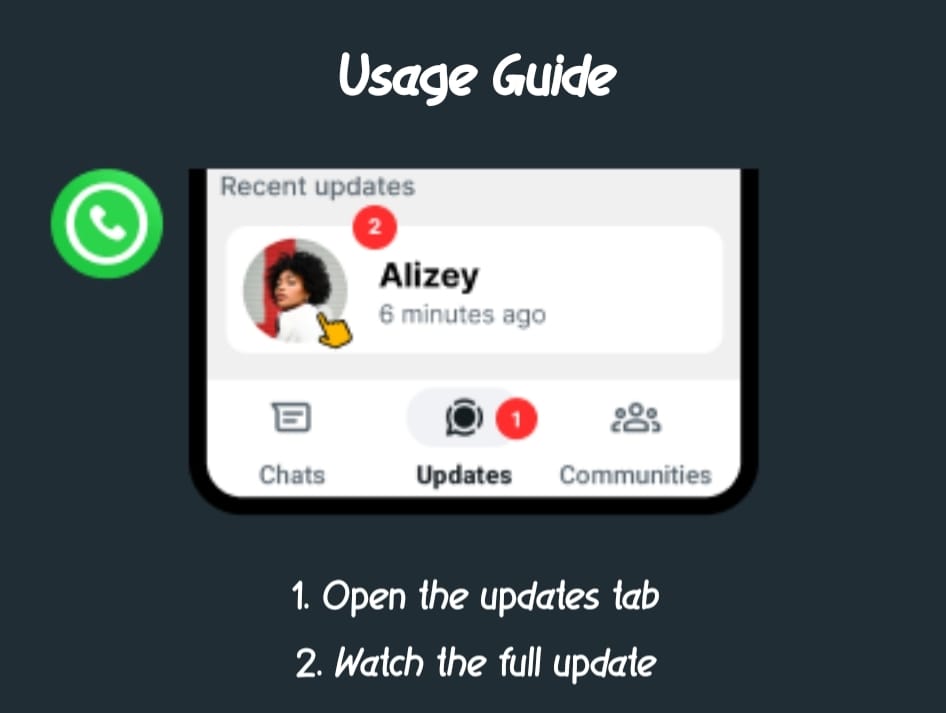 Usage Guide
Recent updates
2
Alizey
6 minutes ago
1
Chats
Updates
Communities
1. Open the updates tab
2. Watch the full update